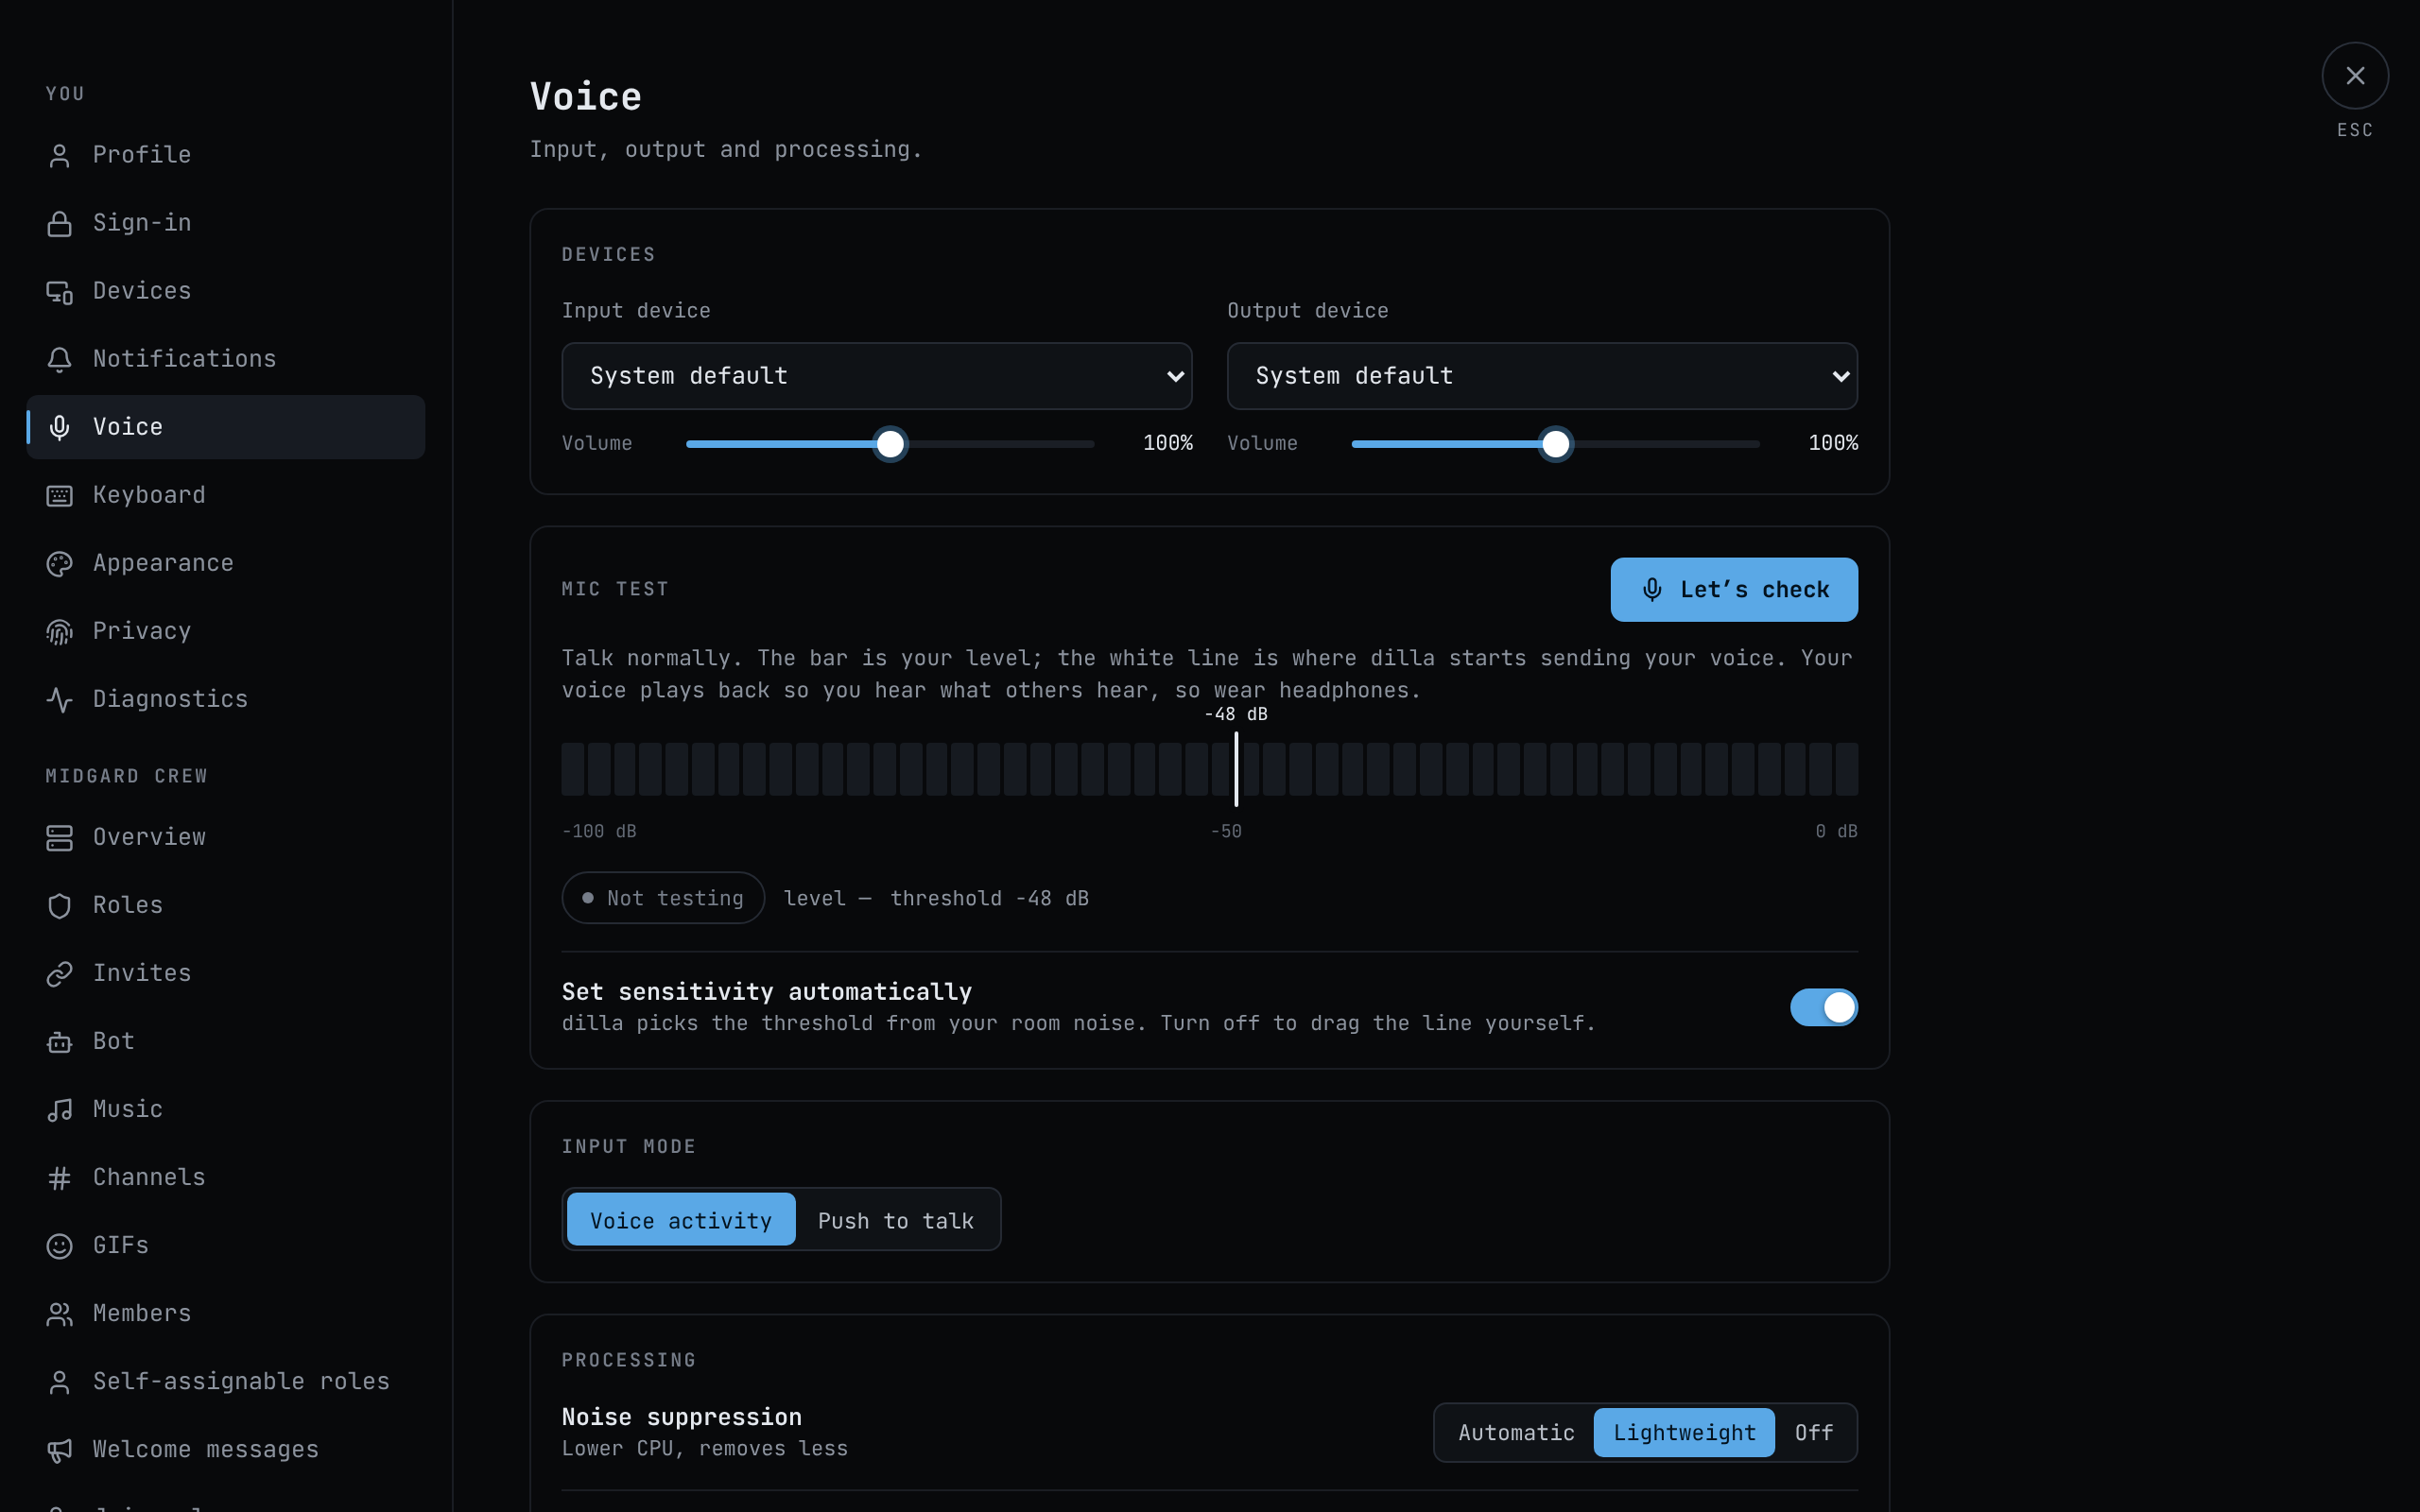 YOU
Profile
Sign-in
Devices
Notifications
Voice
Keyboard
Appearance
Privacy
Diagnostics
MIDGARD CREW
Overview
Roles
Invites
Bot
Music
Channels
GIFs
Members
Self-assignable roles
Welcome messages
Voice
Input, output and processing.
ESC
DEVICES
Input device
System default
Volume 100%
Output device
System default
Volume 100%
MIC TEST
Let’s check
Talk normally. The bar is your level; the white line is where dilla starts sending your voice. Your
voice plays back so you hear what others hear, so wear headphones.
-48 dB
-100 dB -50 0 dB
Not testing level — threshold -48 dB
Set sensitivity automatically
dilla picks the threshold from your room noise. Turn off to drag the line yourself.
INPUT MODE
Voice activity Push to talk
PROCESSING
Noise suppression
Lower CPU, removes less
Automatic Lightweight Off